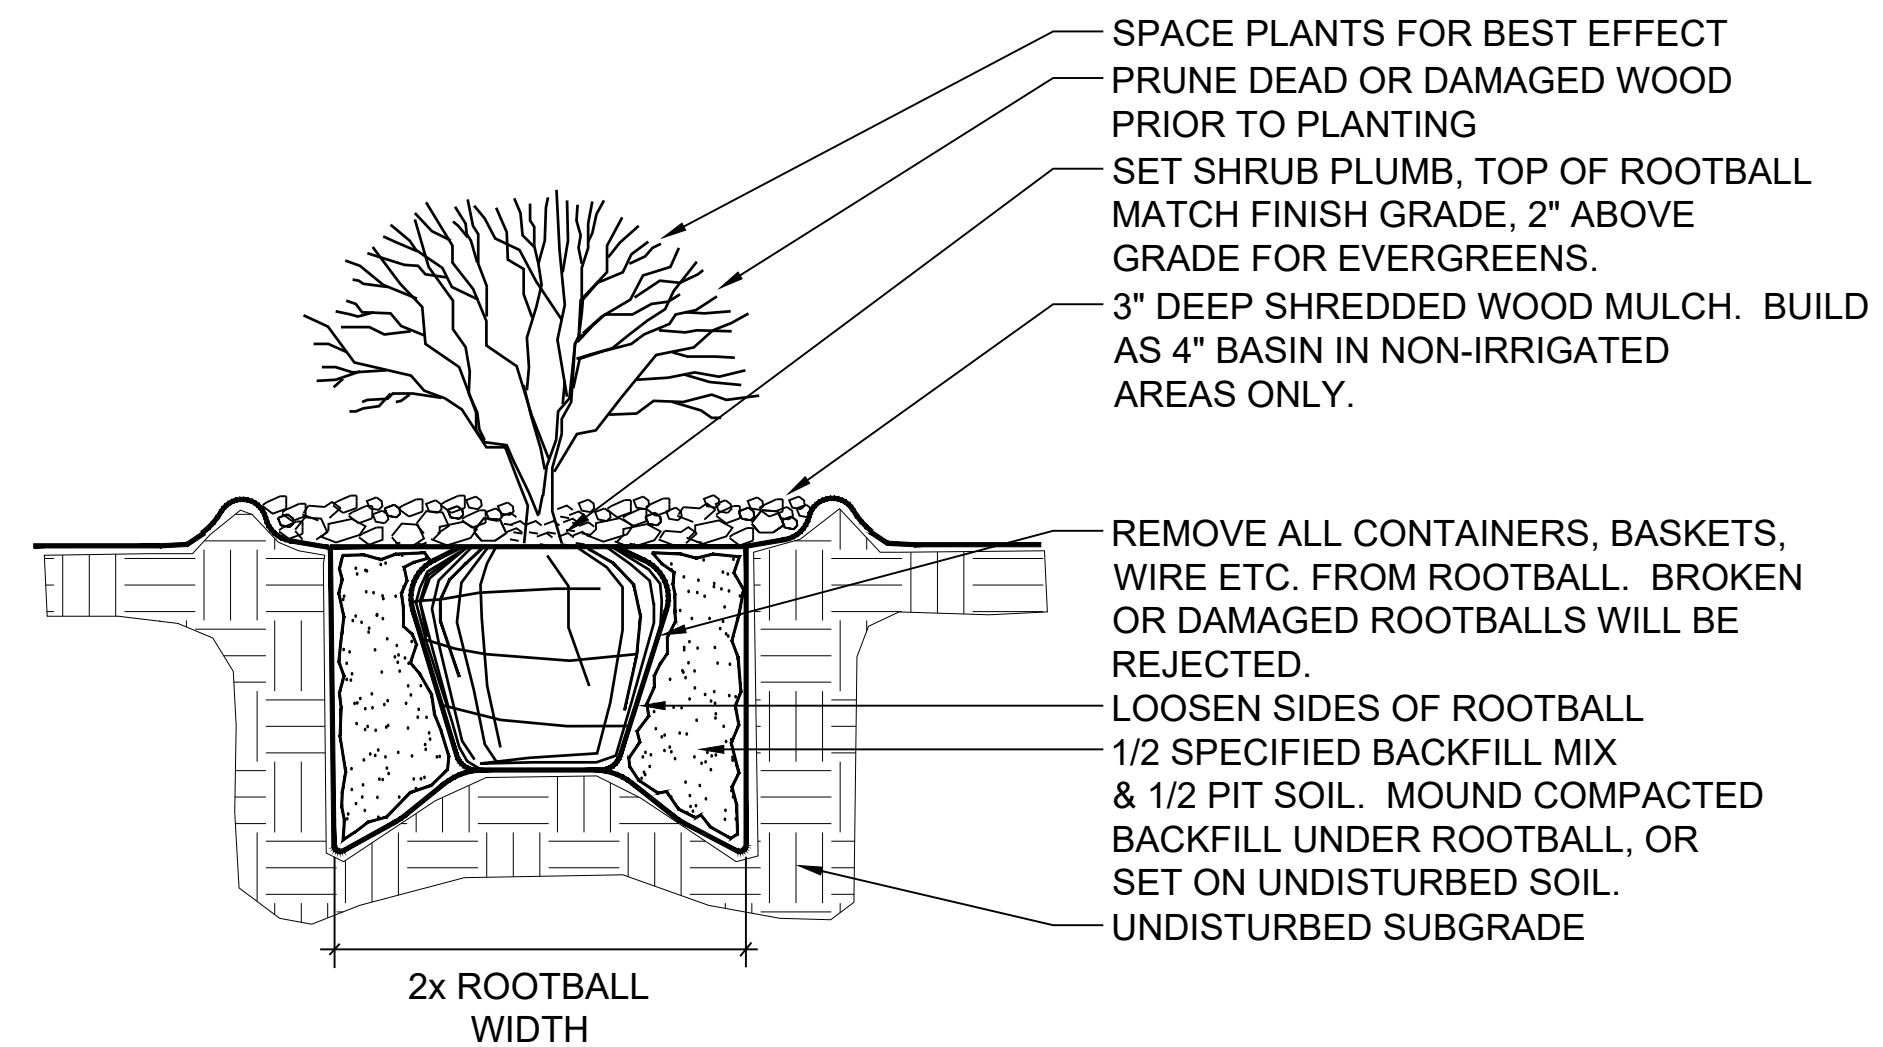 SPACE PLANTS FOR BEST EFFECT
PRUNE DEAD OR DAMAGED WOOD
PRIOR TO PLANTING
SET SHRUB PLUMB, TOP OF ROOTBALL
MATCH FINISH GRADE, 2" ABOVE
GRADE FOR EVERGREENS.
3" DEEP SHREDDED WOOD MULCH.  BUILD
AS 4" BASIN IN NON-IRRIGATED
AREAS ONLY.
REMOVE ALL CONTAINERS, BASKETS,
WIRE ETC. FROM ROOTBALL.  BROKEN
OR DAMAGED ROOTBALLS WILL BE
REJECTED.
LOOSEN SIDES OF ROOTBALL
1/2 SPECIFIED BACKFILL MIX
& 1/2 PIT SOIL.  MOUND COMPACTED
BACKFILL UNDER ROOTBALL, OR
SET ON UNDISTURBED SOIL.
UNDISTURBED SUBGRADE
2x ROOTBALL
WIDTH